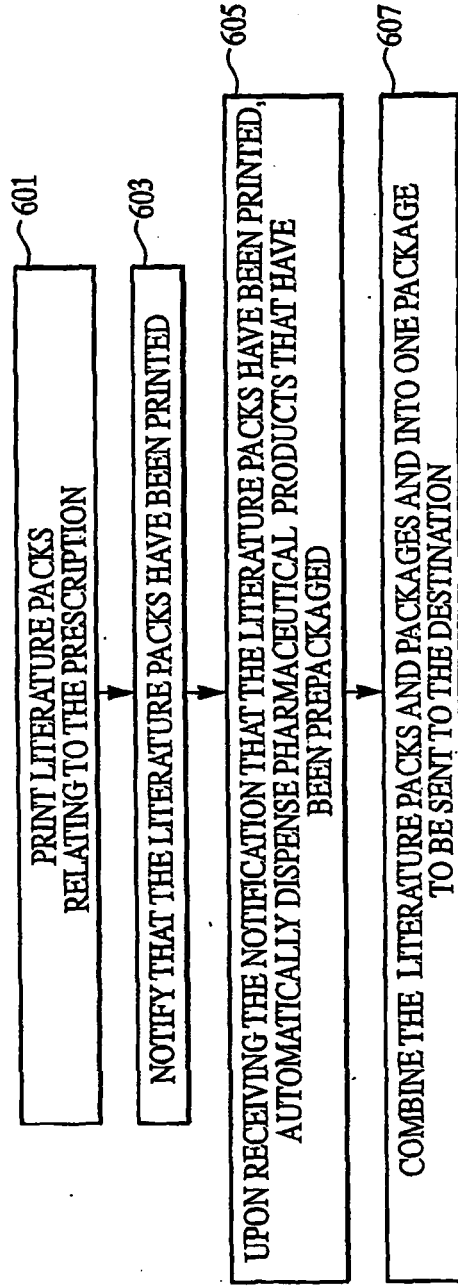 PRINT LITERATURE PACKS
RELATING TO THE PRESCRIPTION
601
NOTIFY THAT THE LITERATURE PACKS HAVE BEEN PRINTED
603
UPON RECEIVING THE NOTIFICATION THAT THE LITERATURE PACKS HAVE BEEN PRINTED,
AUTOMATICALLY DISPENSE PHARMACEUTICAL PRODUCTS THAT HAVE
BEEN PREPACKAGED
605
COMBINE THE LITERATURE PACKS AND PACKAGES AND INTO ONE PACKAGE
TO BE SENT TO THE DESTINATION
607